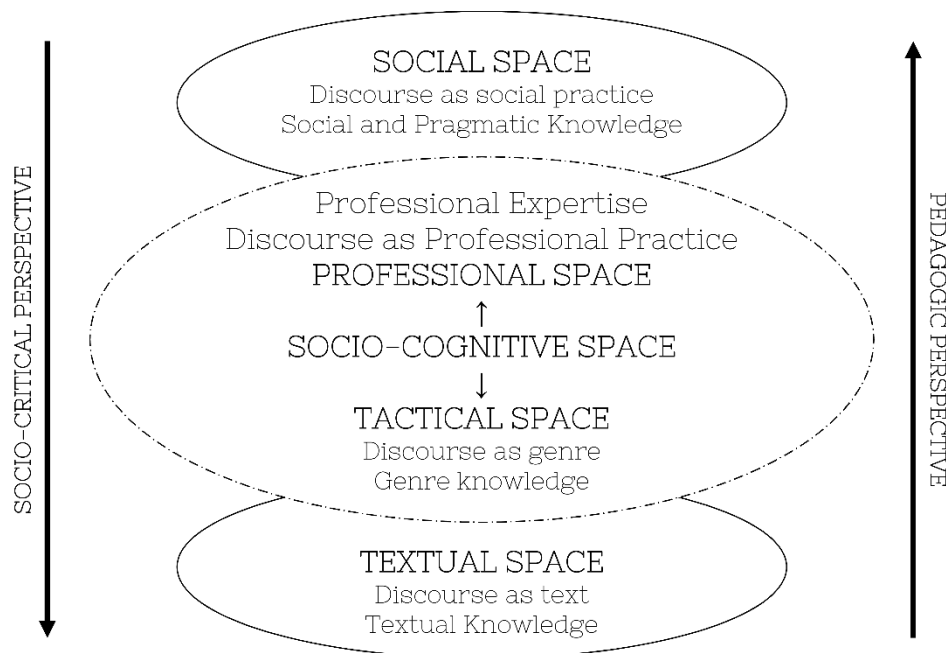 SOCIAL SPACE
Discourse as social practice
Social and Pragmatic Knowledge
Professional Expertise
Discourse as Professional Practice
PROFESSIONAL SPACE
↑
SOCIO-COGNITIVE SPACE
↓
TACTICAL SPACE
Discourse as genre
Genre knowledge
TEXTUAL SPACE
Discourse as text
Textual Knowledge
SOCIO-CRITICAL PERSPECTIVE
PEDAGOGIC PERSPECTIVE